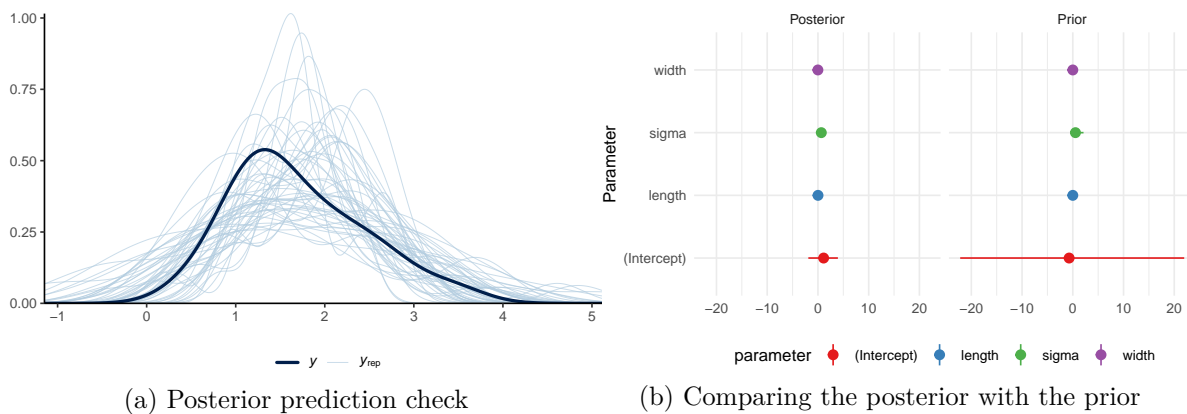 1.00
0.75
0.50
0.25
0.00
−1 0 1 2 3 4 5
y yrep
(a) Posterior prediction check
Posterior Prior
Parameter
width
sigma
length
(Intercept)
−20 −10 0 10 20 −20 −10 0 10 20
parameter (Intercept) length sigma width
(b) Comparing the posterior with the prior